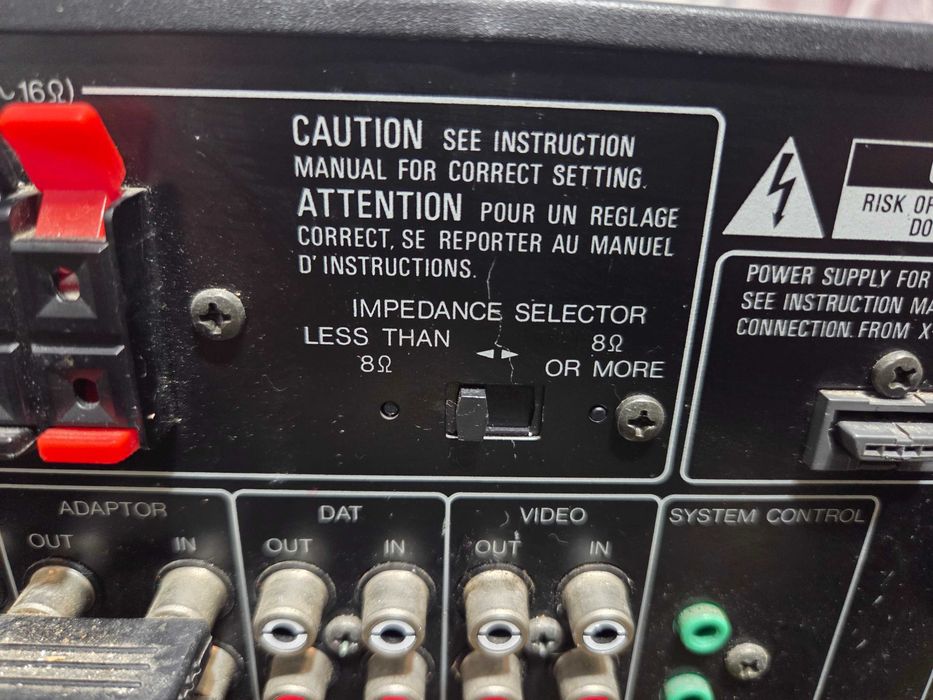 16Ω)
CAUTION SEE INSTRUCTION
MANUAL FOR CORRECT SETTING.
ATTENTION POUR UN REGLAGE
CORRECT, SE REPORTER AU MANUEL
D'INSTRUCTIONS.
IMPEDANCE SELECTOR
LESS THAN
8Ω
8Ω
OR MORE
RISK OF
POWER SUPPLY FOR
SEE INSTRUCTION
CONNECTION. FROM
ADAPTOR
OUT IN
DAT
OUT IN
VIDEO
OUT IN
SYSTEM CONTROL